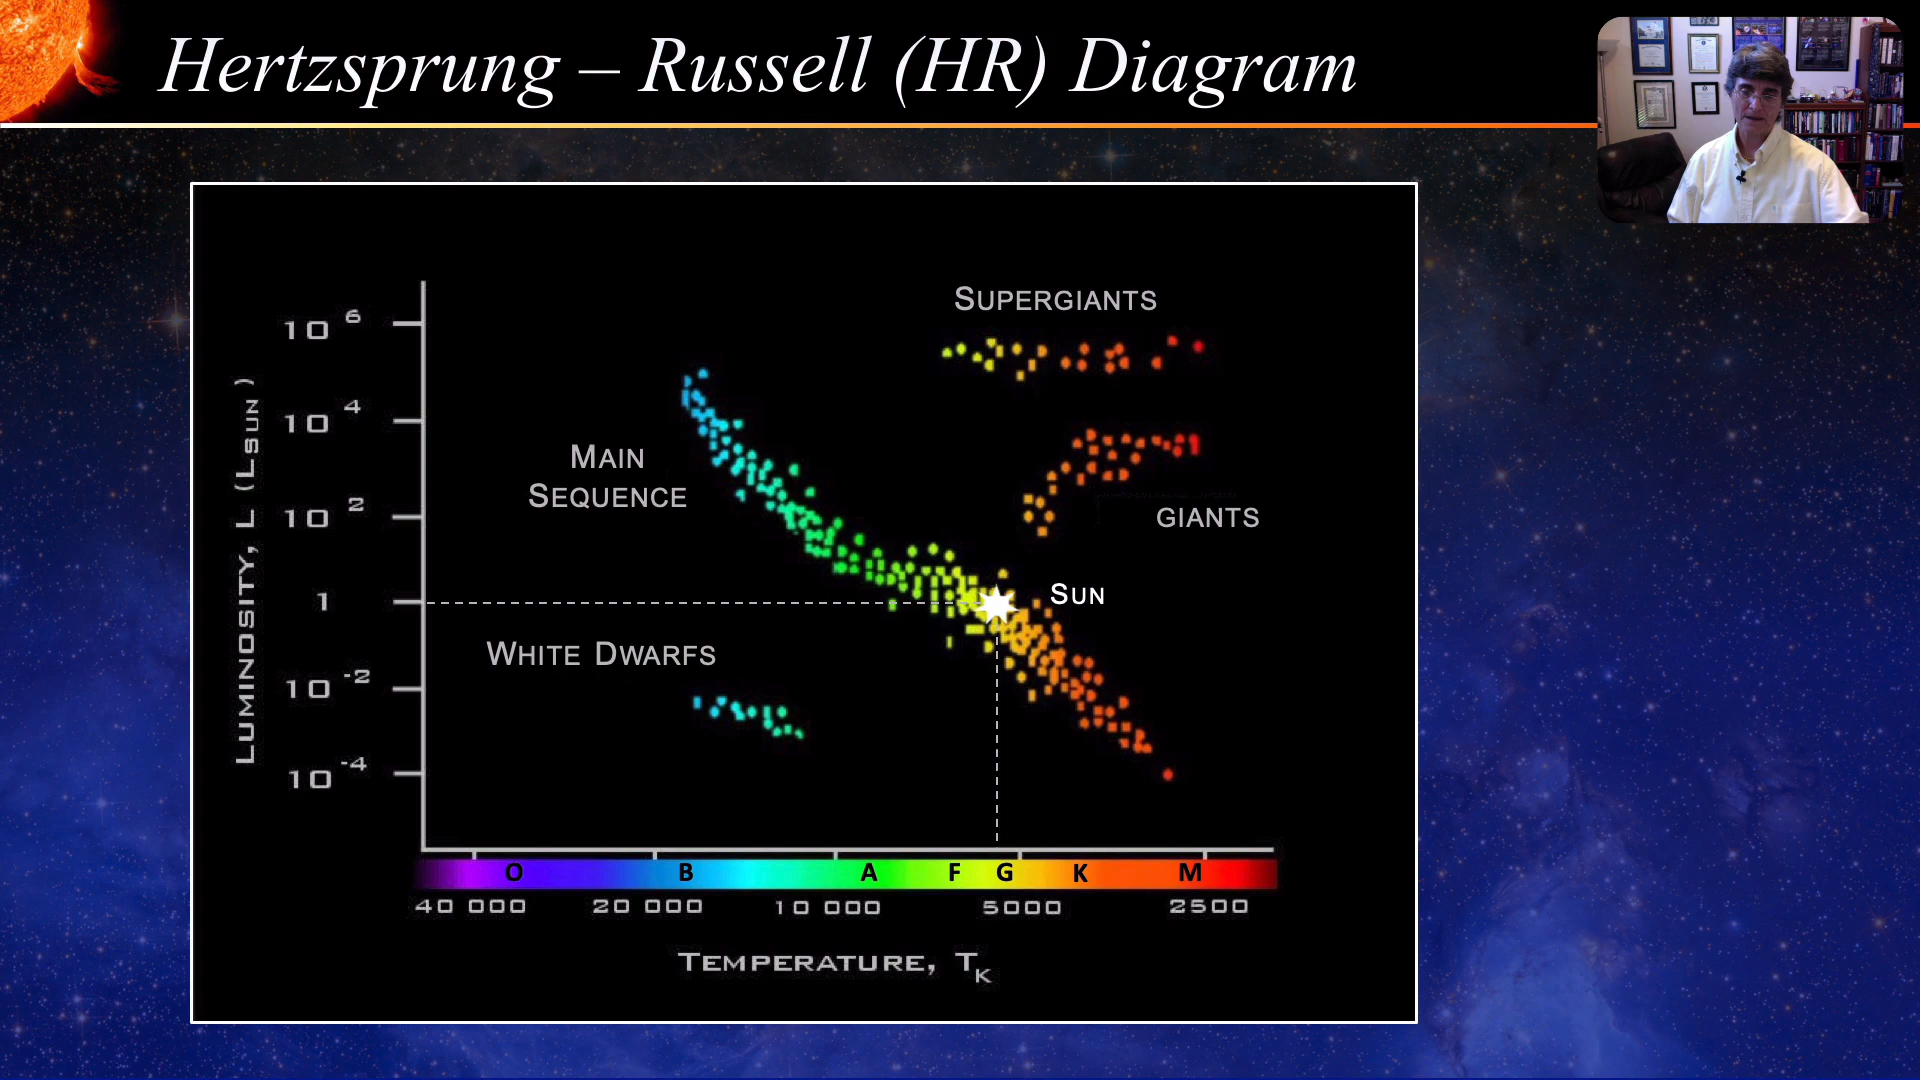 Hertzsprung – Russell (HR) Diagram
SUPERGIANTS
10 6
10 4
MAIN
SEQUENCE
10 2
GIANTS
LUMINOSITY, L (LSUN)
1
SUN
WHITE DWARFS
10 -2
10 -4
O B A F G K M
40 000 20 000 10 000 5000 2500
TEMPERATURE, TK